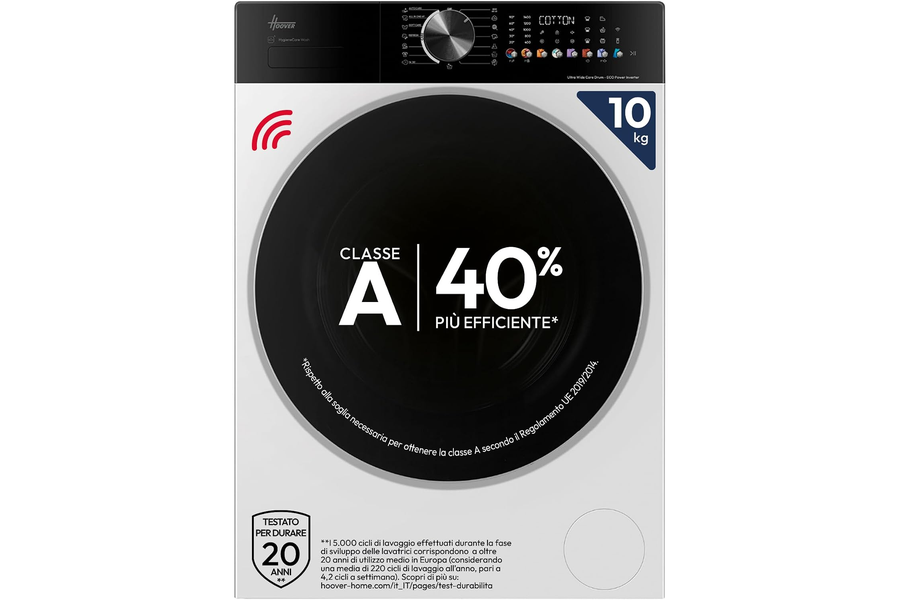 HOOVER
COTTON
Ultra Wide Care Drum - ECO Power Inverter
10
kg
CLASSE
A
40%
PIÙ EFFICIENTE*
*Rispetto alla soglia necessaria per ottenere la classe A secondo il Regolamento UE 2019/2014.
TESTATO
PER DURARE
20
ANNI
**
**I 5.000 cicli di lavaggio effettuati durante la fase
di sviluppo delle lavatrici corrispondono a oltre
20 anni di utilizzo medio in Europa (considerando
una media di 220 cicli di lavaggio all'anno, pari a
4,2 cicli a settimana). Scopri di più su:
hoover-home.com/it_IT/pages/test-durabilita